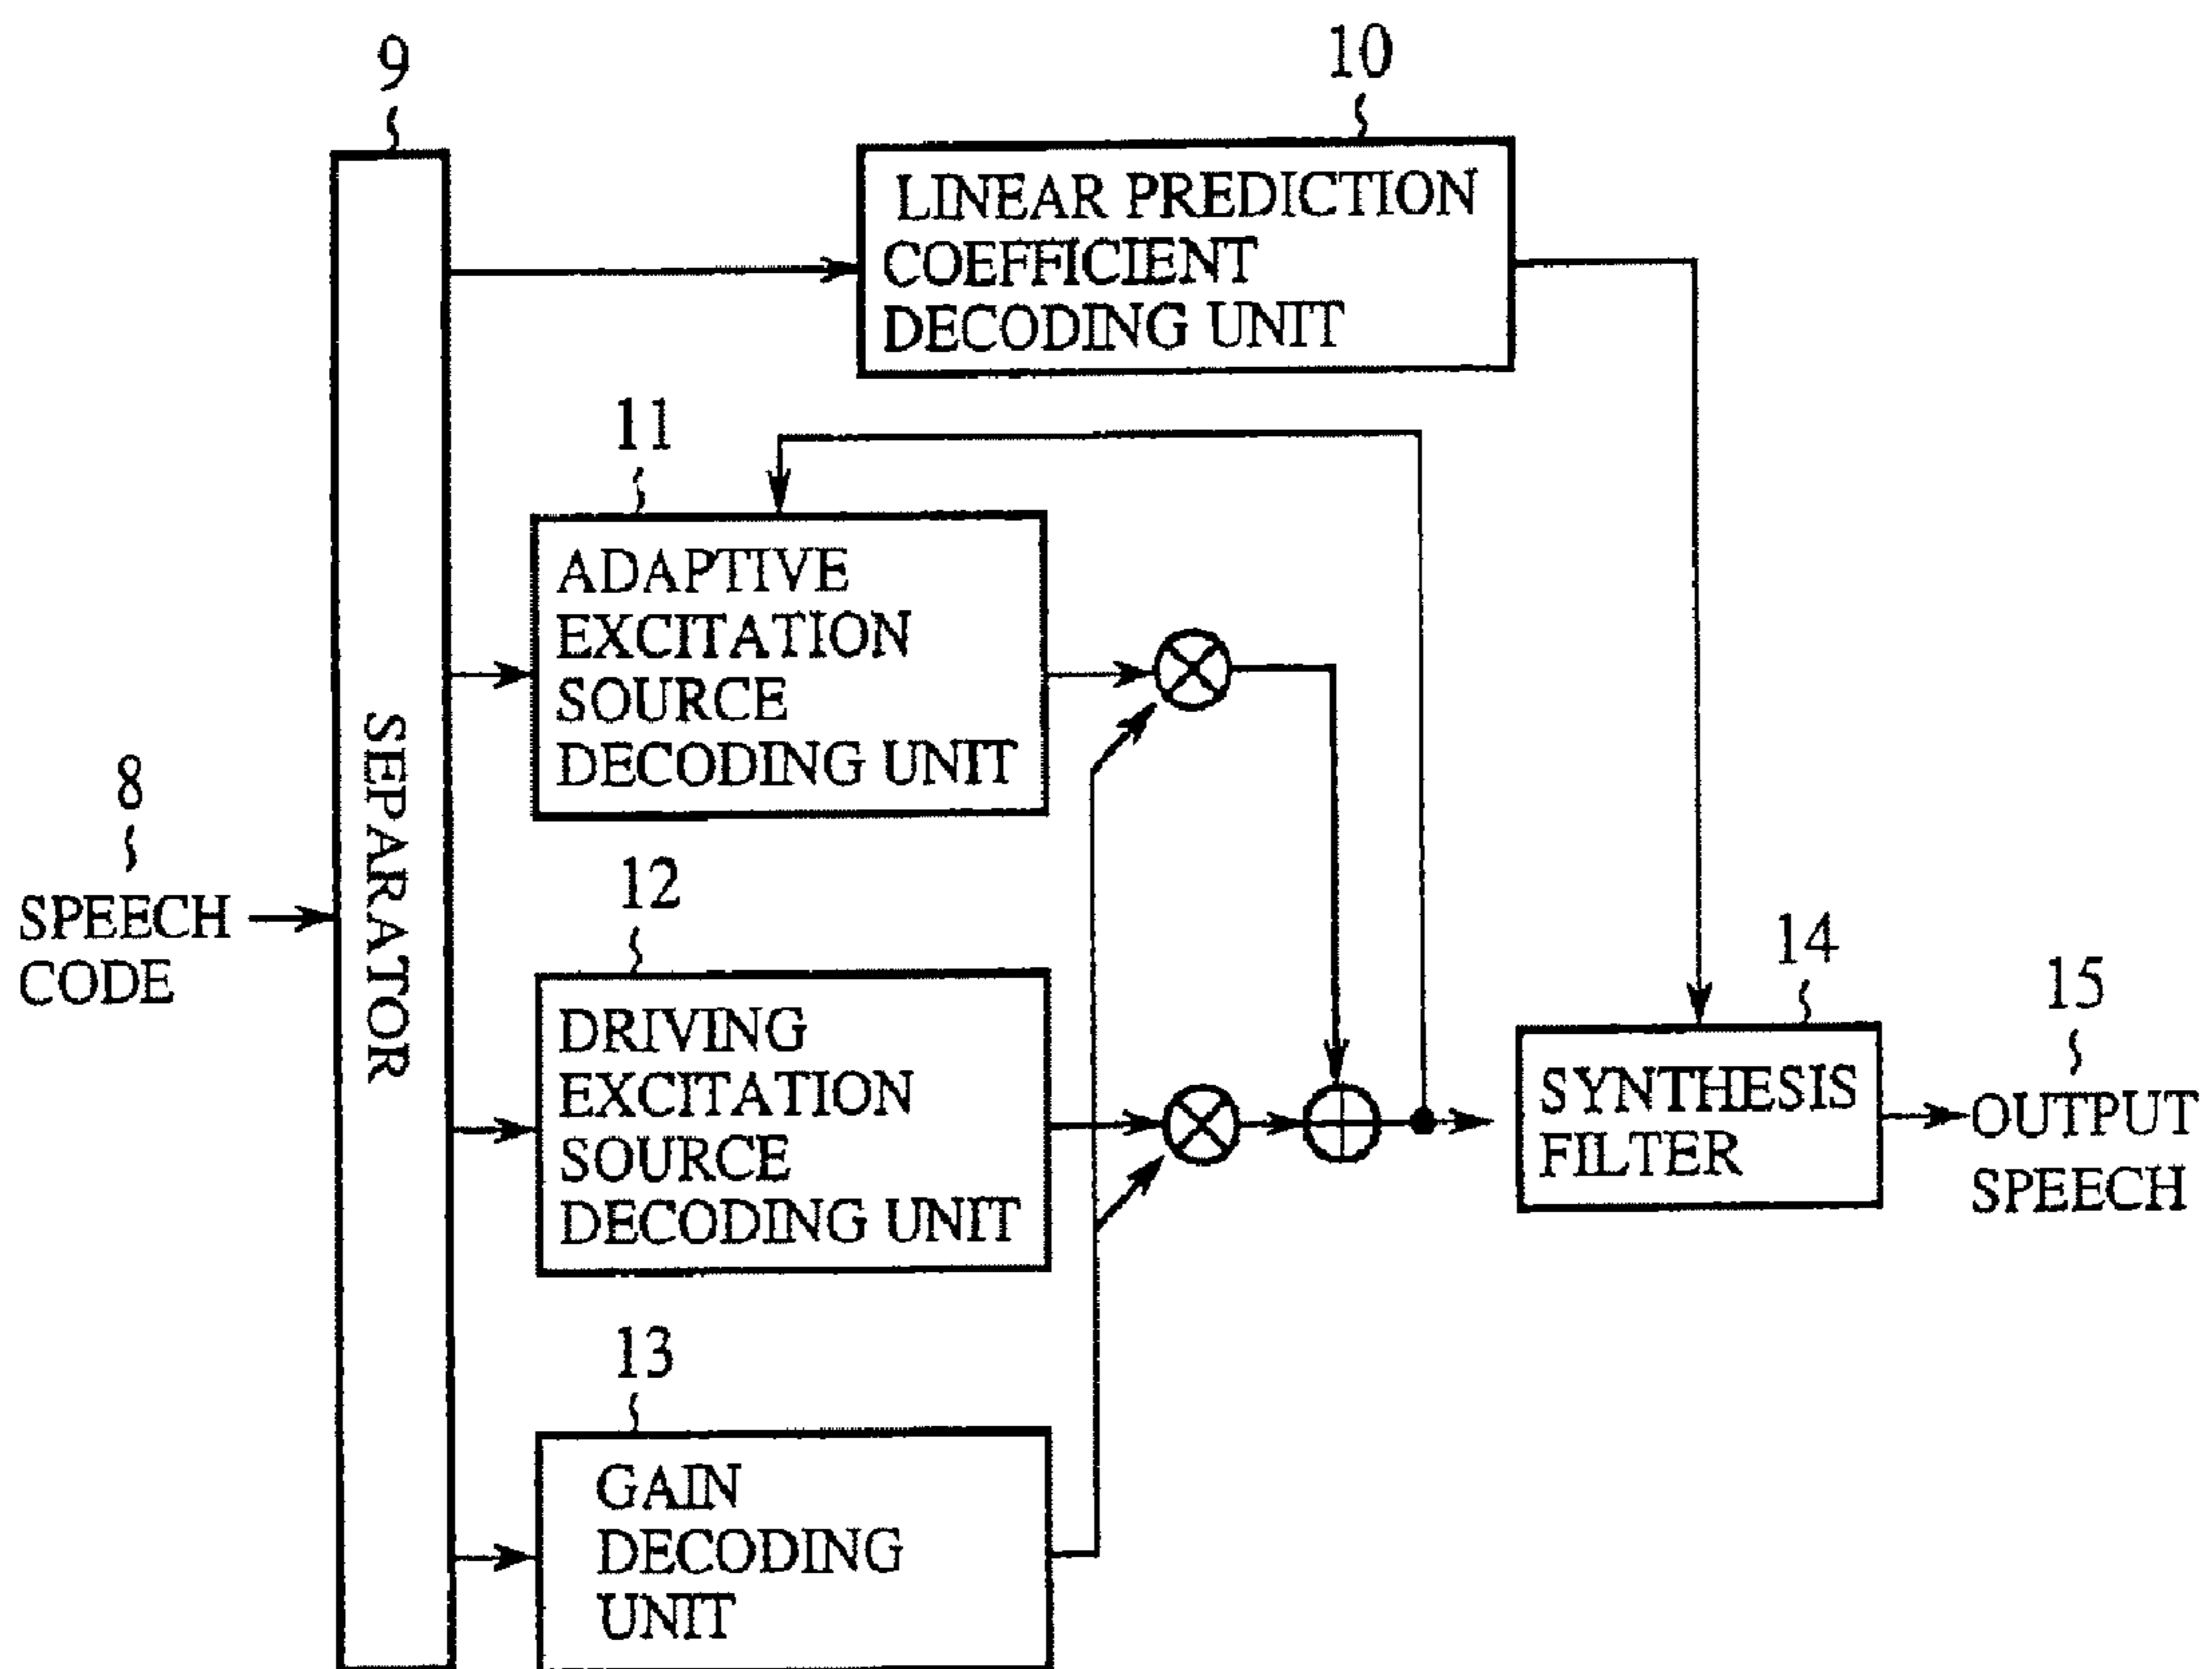 9
10
LINEAR PREDICTION
COEFFICIENT
DECODING UNIT
11
ADAPTIVE
EXCITATION
SOURCE
DECODING UNIT
8
SPEECH
CODE
SEPARATOR
12
DRIVING
EXCITATION
SOURCE
DECODING UNIT
14
SYNTHESIS
FILTER
15
OUTPUT
SPEECH
13
GAIN
DECODING
UNIT